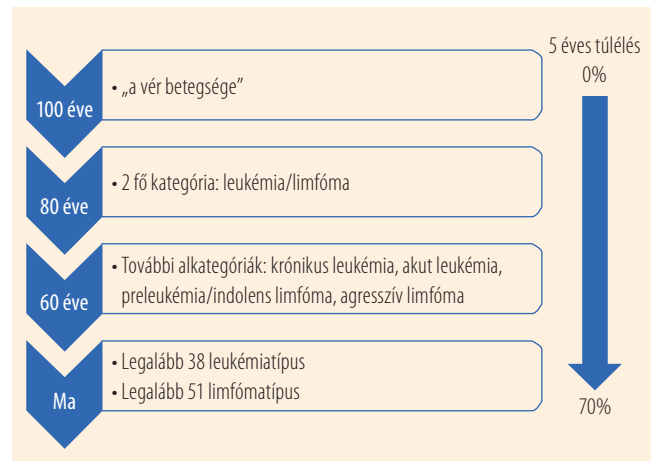 5 éves túlélés
0%
100 éve
• „a vér betegsége”
80 éve
• 2 fő kategória: leukémia/limfóma
60 éve
• További alkategóriák: krónikus leukémia, akut leukémia,
preleukémia/indolens limfóma, agresszív limfóma
Ma
• Legalább 38 leukémiatípus
• Legalább 51 limfómatípus
70%